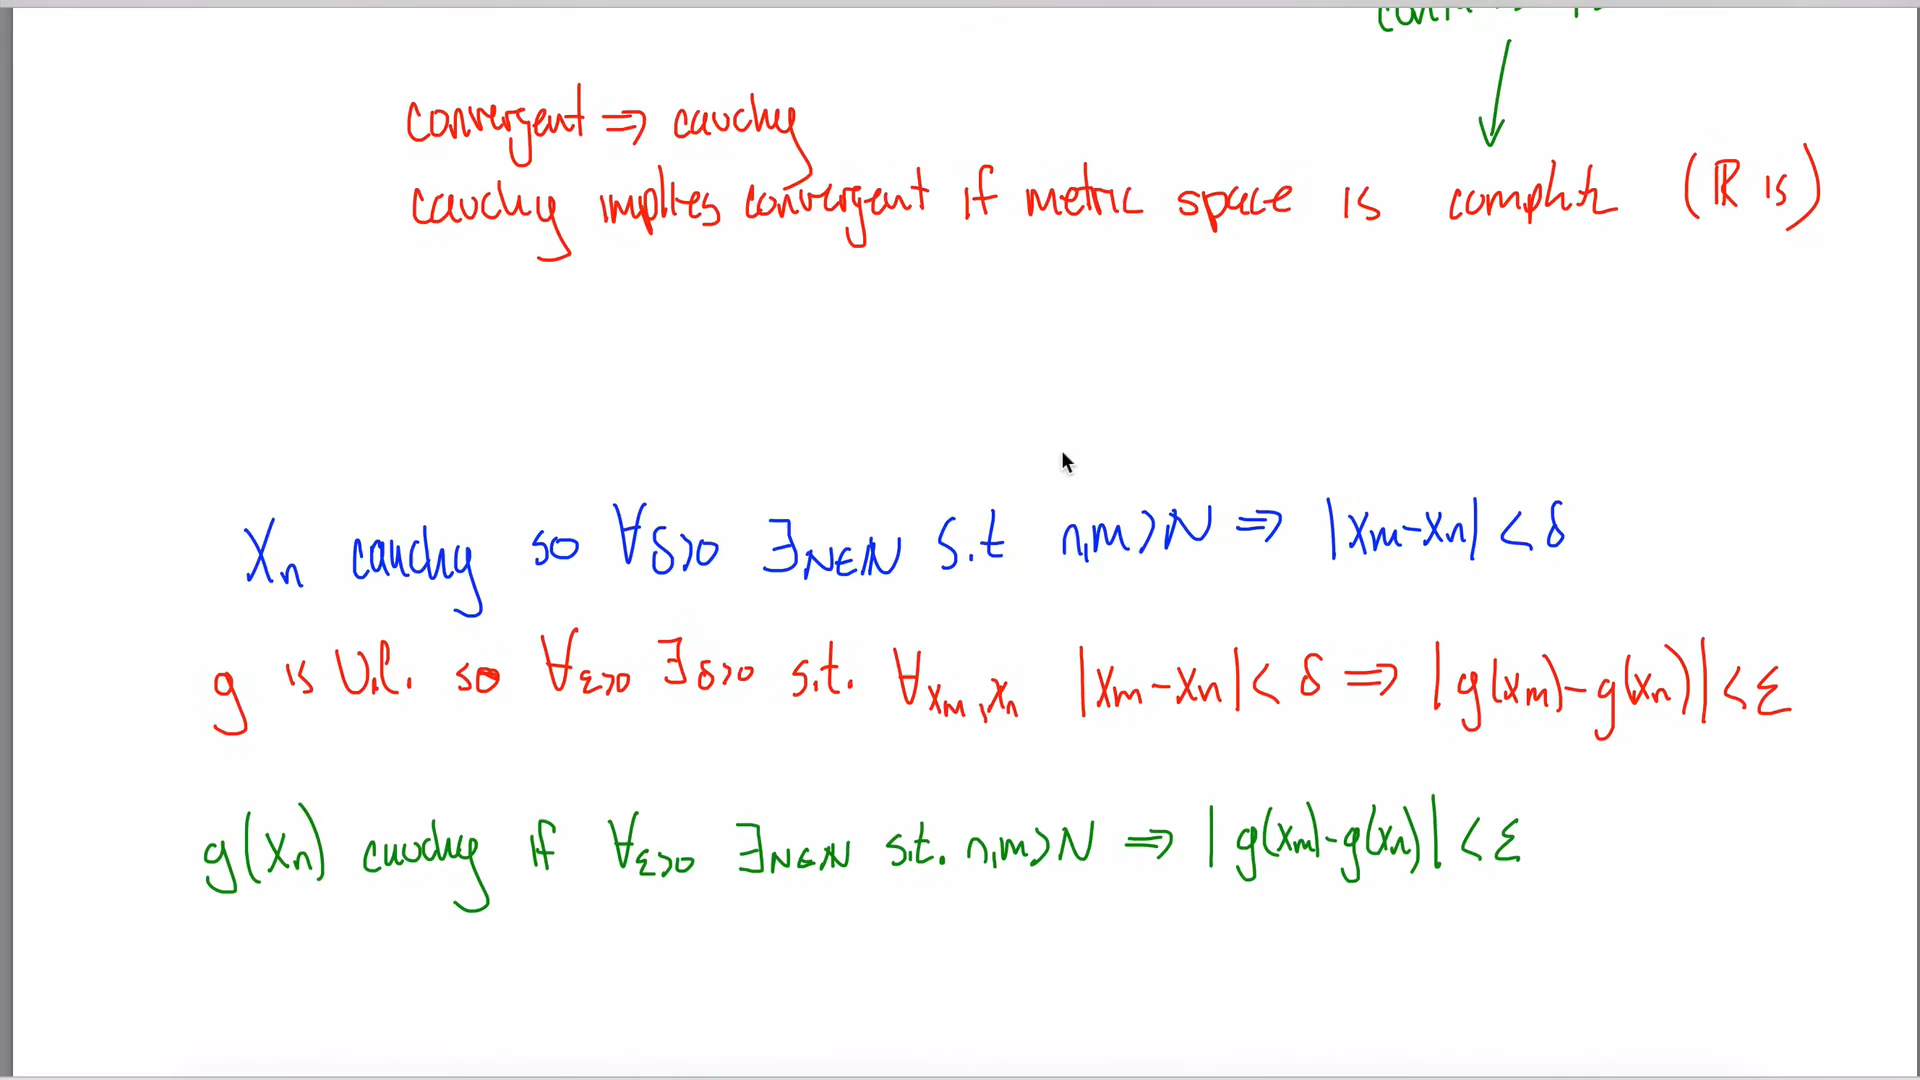 convergent ⇒ cauchy
cauchy implies convergent if metric space is complete (ℝ is)
Xn cauchy so ∀δ>0 ∃N∈ℕ s.t n,m>N ⇒ |xm-xn|<δ
g is U.C. so ∀ε>0 ∃δ>0 s.t. ∀xm,xn |xm-xn|<δ ⇒ |g(xm)-g(xn)|<ε
g(xn) cauchy if ∀ε>0 ∃N∈ℕ s.t. n,m>N ⇒ |g(xm)-g(xn)|<ε